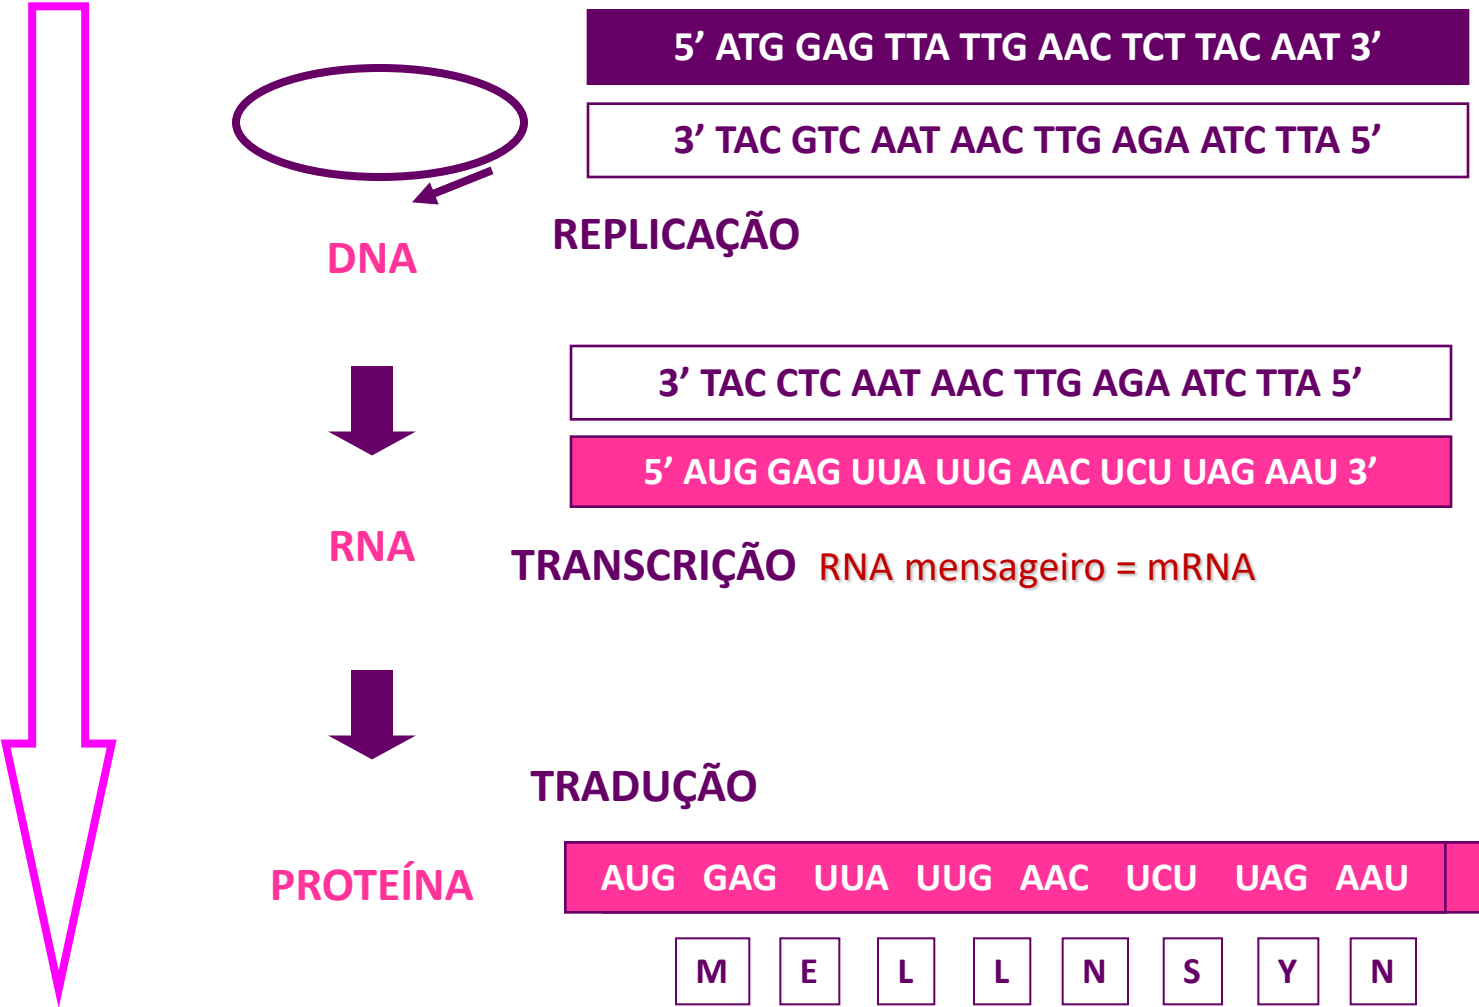 5’ ATG GAG TTA TTG AAC TCT TAC AAT 3’
3’ TAC GTC AAT AAC TTG AGA ATC TTA 5’
REPLICAÇÃO
DNA
3’ TAC CTC AAT AAC TTG AGA ATC TTA 5’
5’ AUG GAG UUA UUG AAC UCU UAG AAU 3’
RNA
TRANSCRIÇÃO RNA mensageiro = mRNA
TRADUÇÃO
PROTEÍNA
AUG GAG UUA UUG AAC UCU UAG AAU
M E L L N S Y N